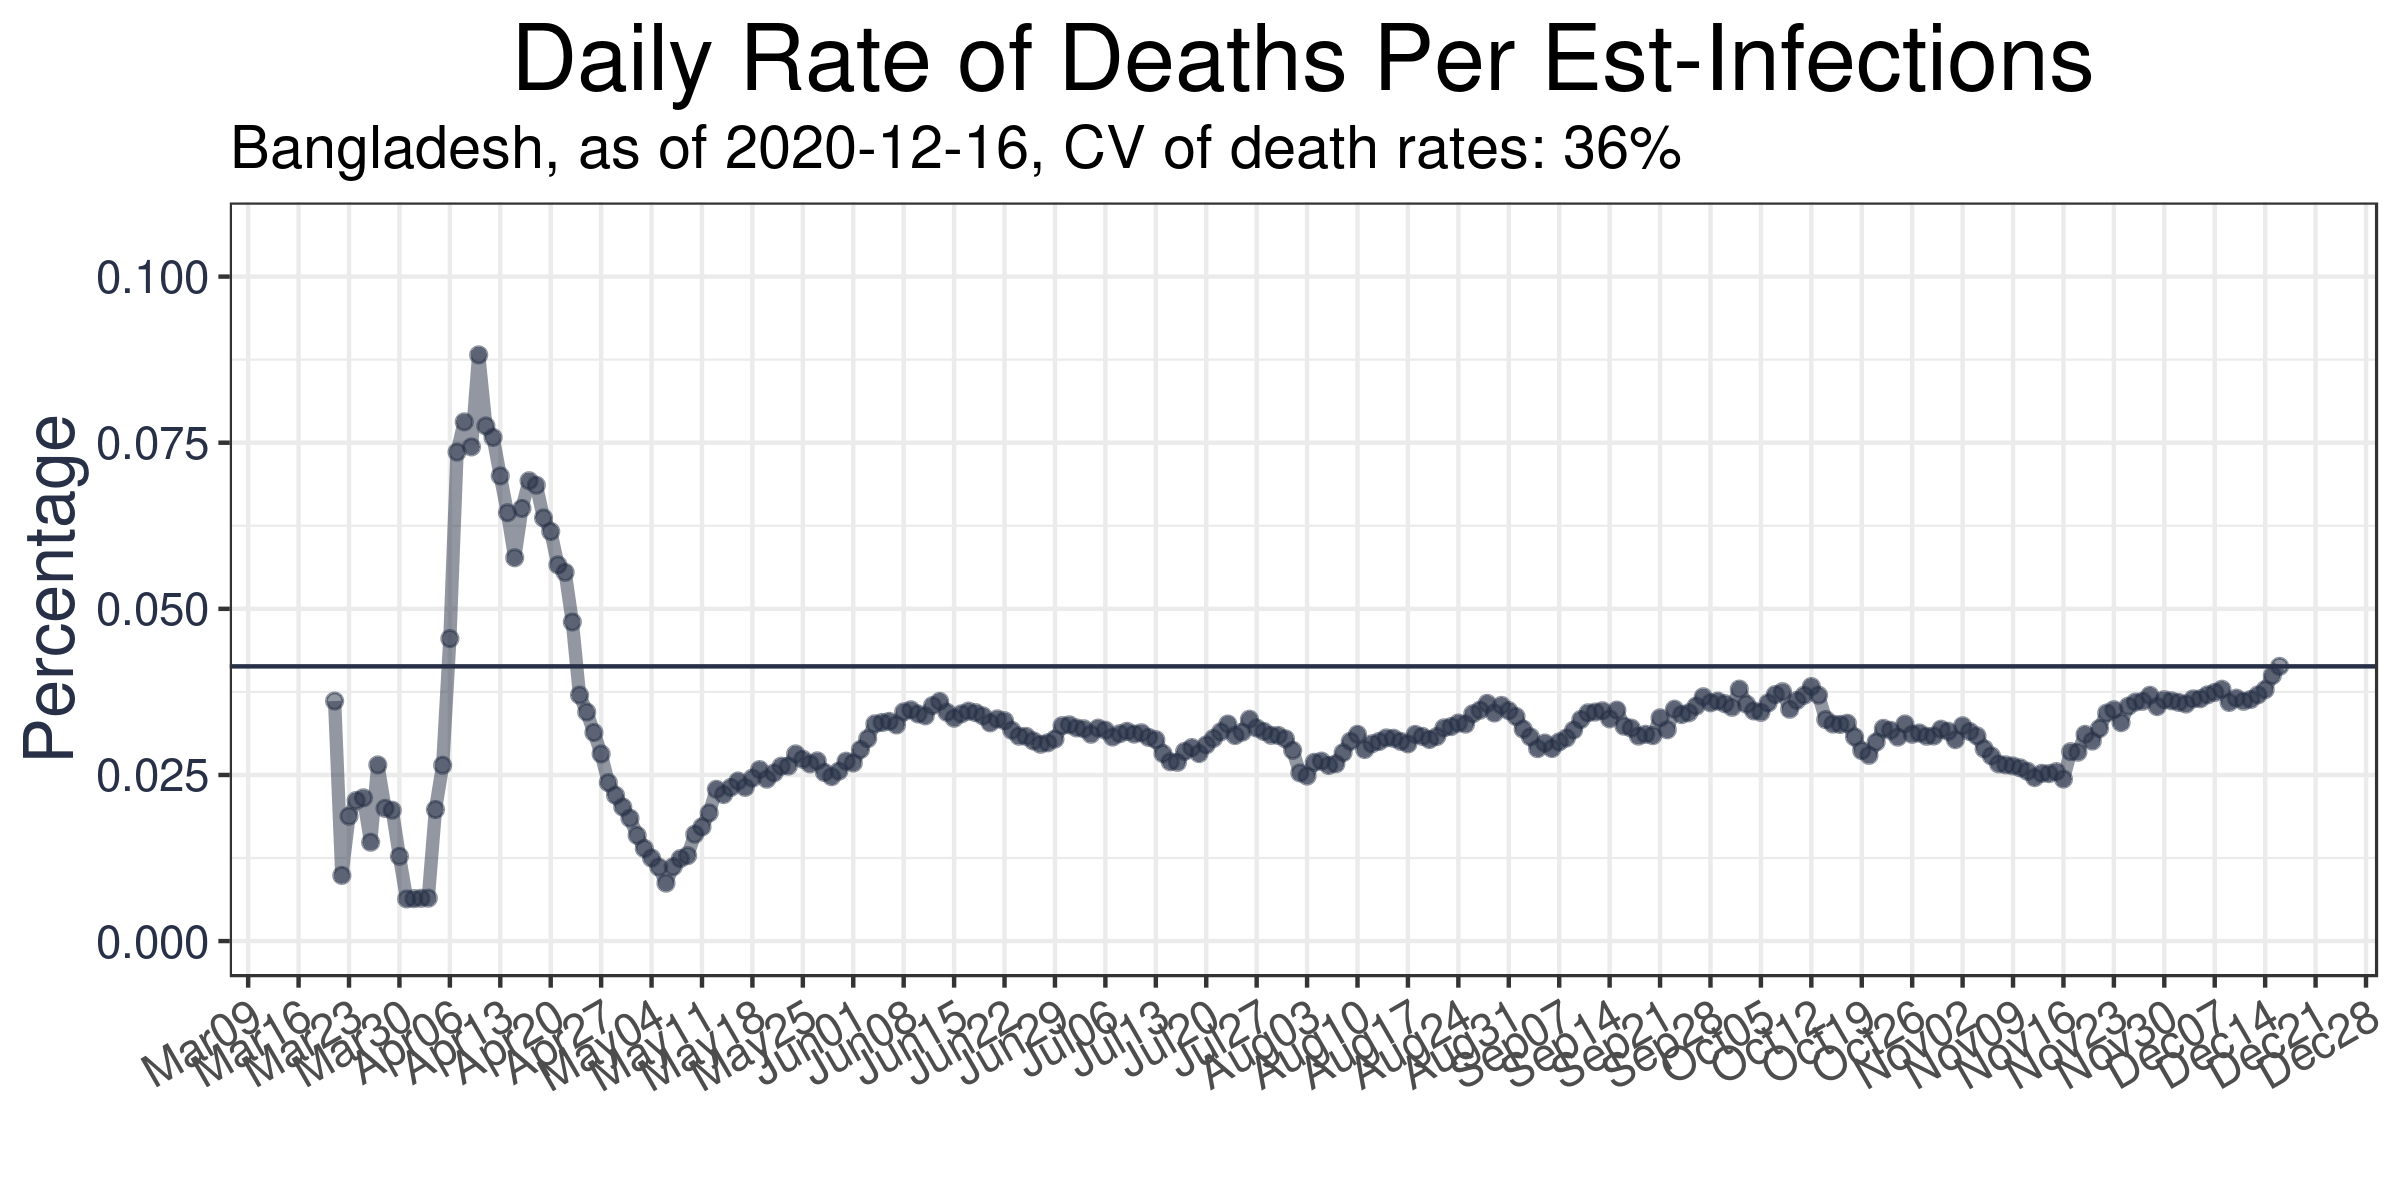 Daily Rate of Deaths Per Est-Infections
Bangladesh, as of 2020-12-16, CV of death rates: 36%
Percentage
0.100
0.075
0.050
0.025
0.000
Mar09
Mar16
Mar23
Mar30
Apr06
Apr13
Apr20
Apr27
May04
May11
May18
May25
Jun01
Jun08
Jun15
Jun22
Jun29
Jul06
Jul13
Jul20
Jul27
Aug03
Aug10
Aug17
Aug24
Aug31
Sep07
Sep14
Sep21
Sep28
Oct05
Oct12
Oct19
Oct26
Nov02
Nov09
Nov16
Nov23
Nov30
Dec07
Dec14
Dec21
Dec28